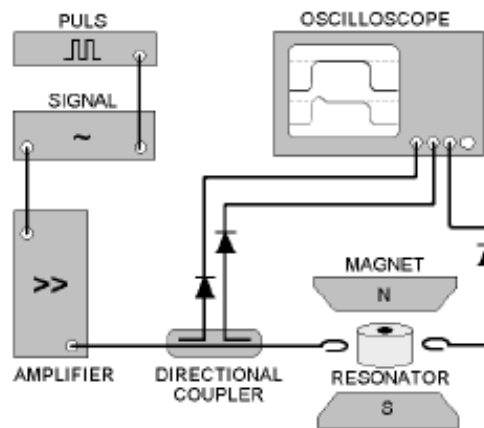 PULS
OSCILLOSCOPE
SIGNAL
~
>>
MAGNET
N
AMPLIFIER
DIRECTIONAL
COUPLER
RESONATOR
S